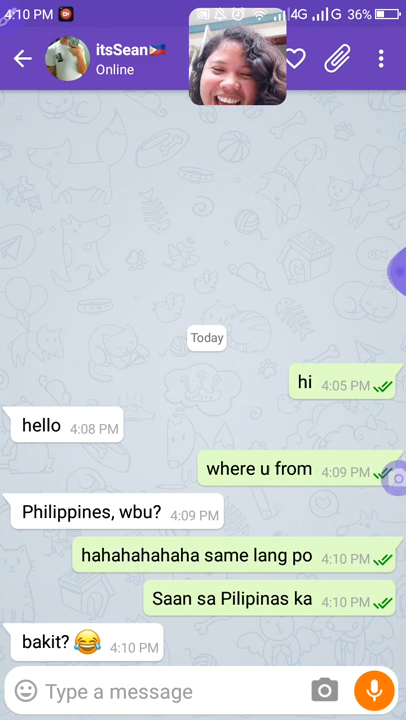 4:10 PM 4G G 36%
itsSean🇵🇭
Online
Today
hi 4:05 PM
hello 4:08 PM
where u from 4:09 PM
Philippines, wbu? 4:09 PM
hahahahahaha same lang po 4:10 PM
Saan sa Pilipinas ka 4:10 PM
bakit? 😂 4:10 PM
Type a message